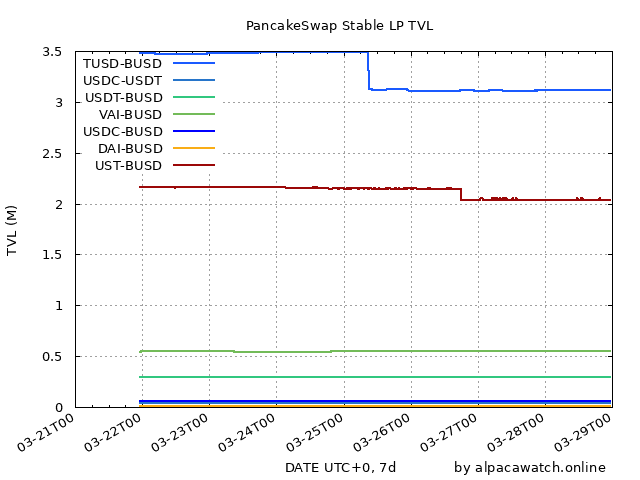 PancakeSwap Stable LP TVL
TVL (M)
3.5
3
2.5
2
1.5
1
0.5
0
TUSD-BUSD
USDC-USDT
USDT-BUSD
VAI-BUSD
USDC-BUSD
DAI-BUSD
UST-BUSD
03-21T00
03-22T00
03-23T00
03-24T00
03-25T00
03-26T00
03-27T00
03-28T00
03-29T00
DATE UTC+0, 7d
by alpacawatch.online